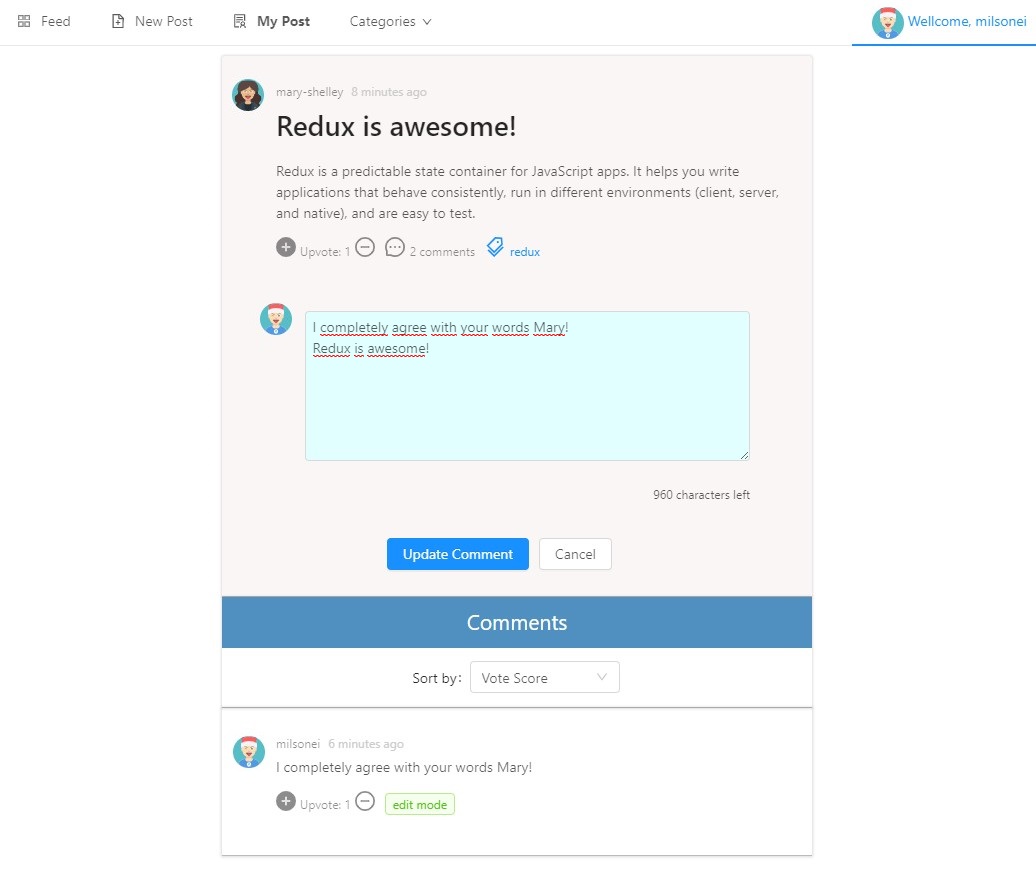 Feed New Post My Post Categories Wellcome, milsonei
mary-shelley 8 minutes ago
Redux is awesome!
Redux is a predictable state container for JavaScript apps. It helps you write
applications that behave consistently, run in different environments (client, server,
and native), and are easy to test.
Upvote: 1 2 comments redux
I completely agree with your words Mary!
Redux is awesome!
960 characters left
Update Comment Cancel
Comments
Sort by: Vote Score
milsonei 6 minutes ago
I completely agree with your words Mary!
Upvote: 1 edit mode